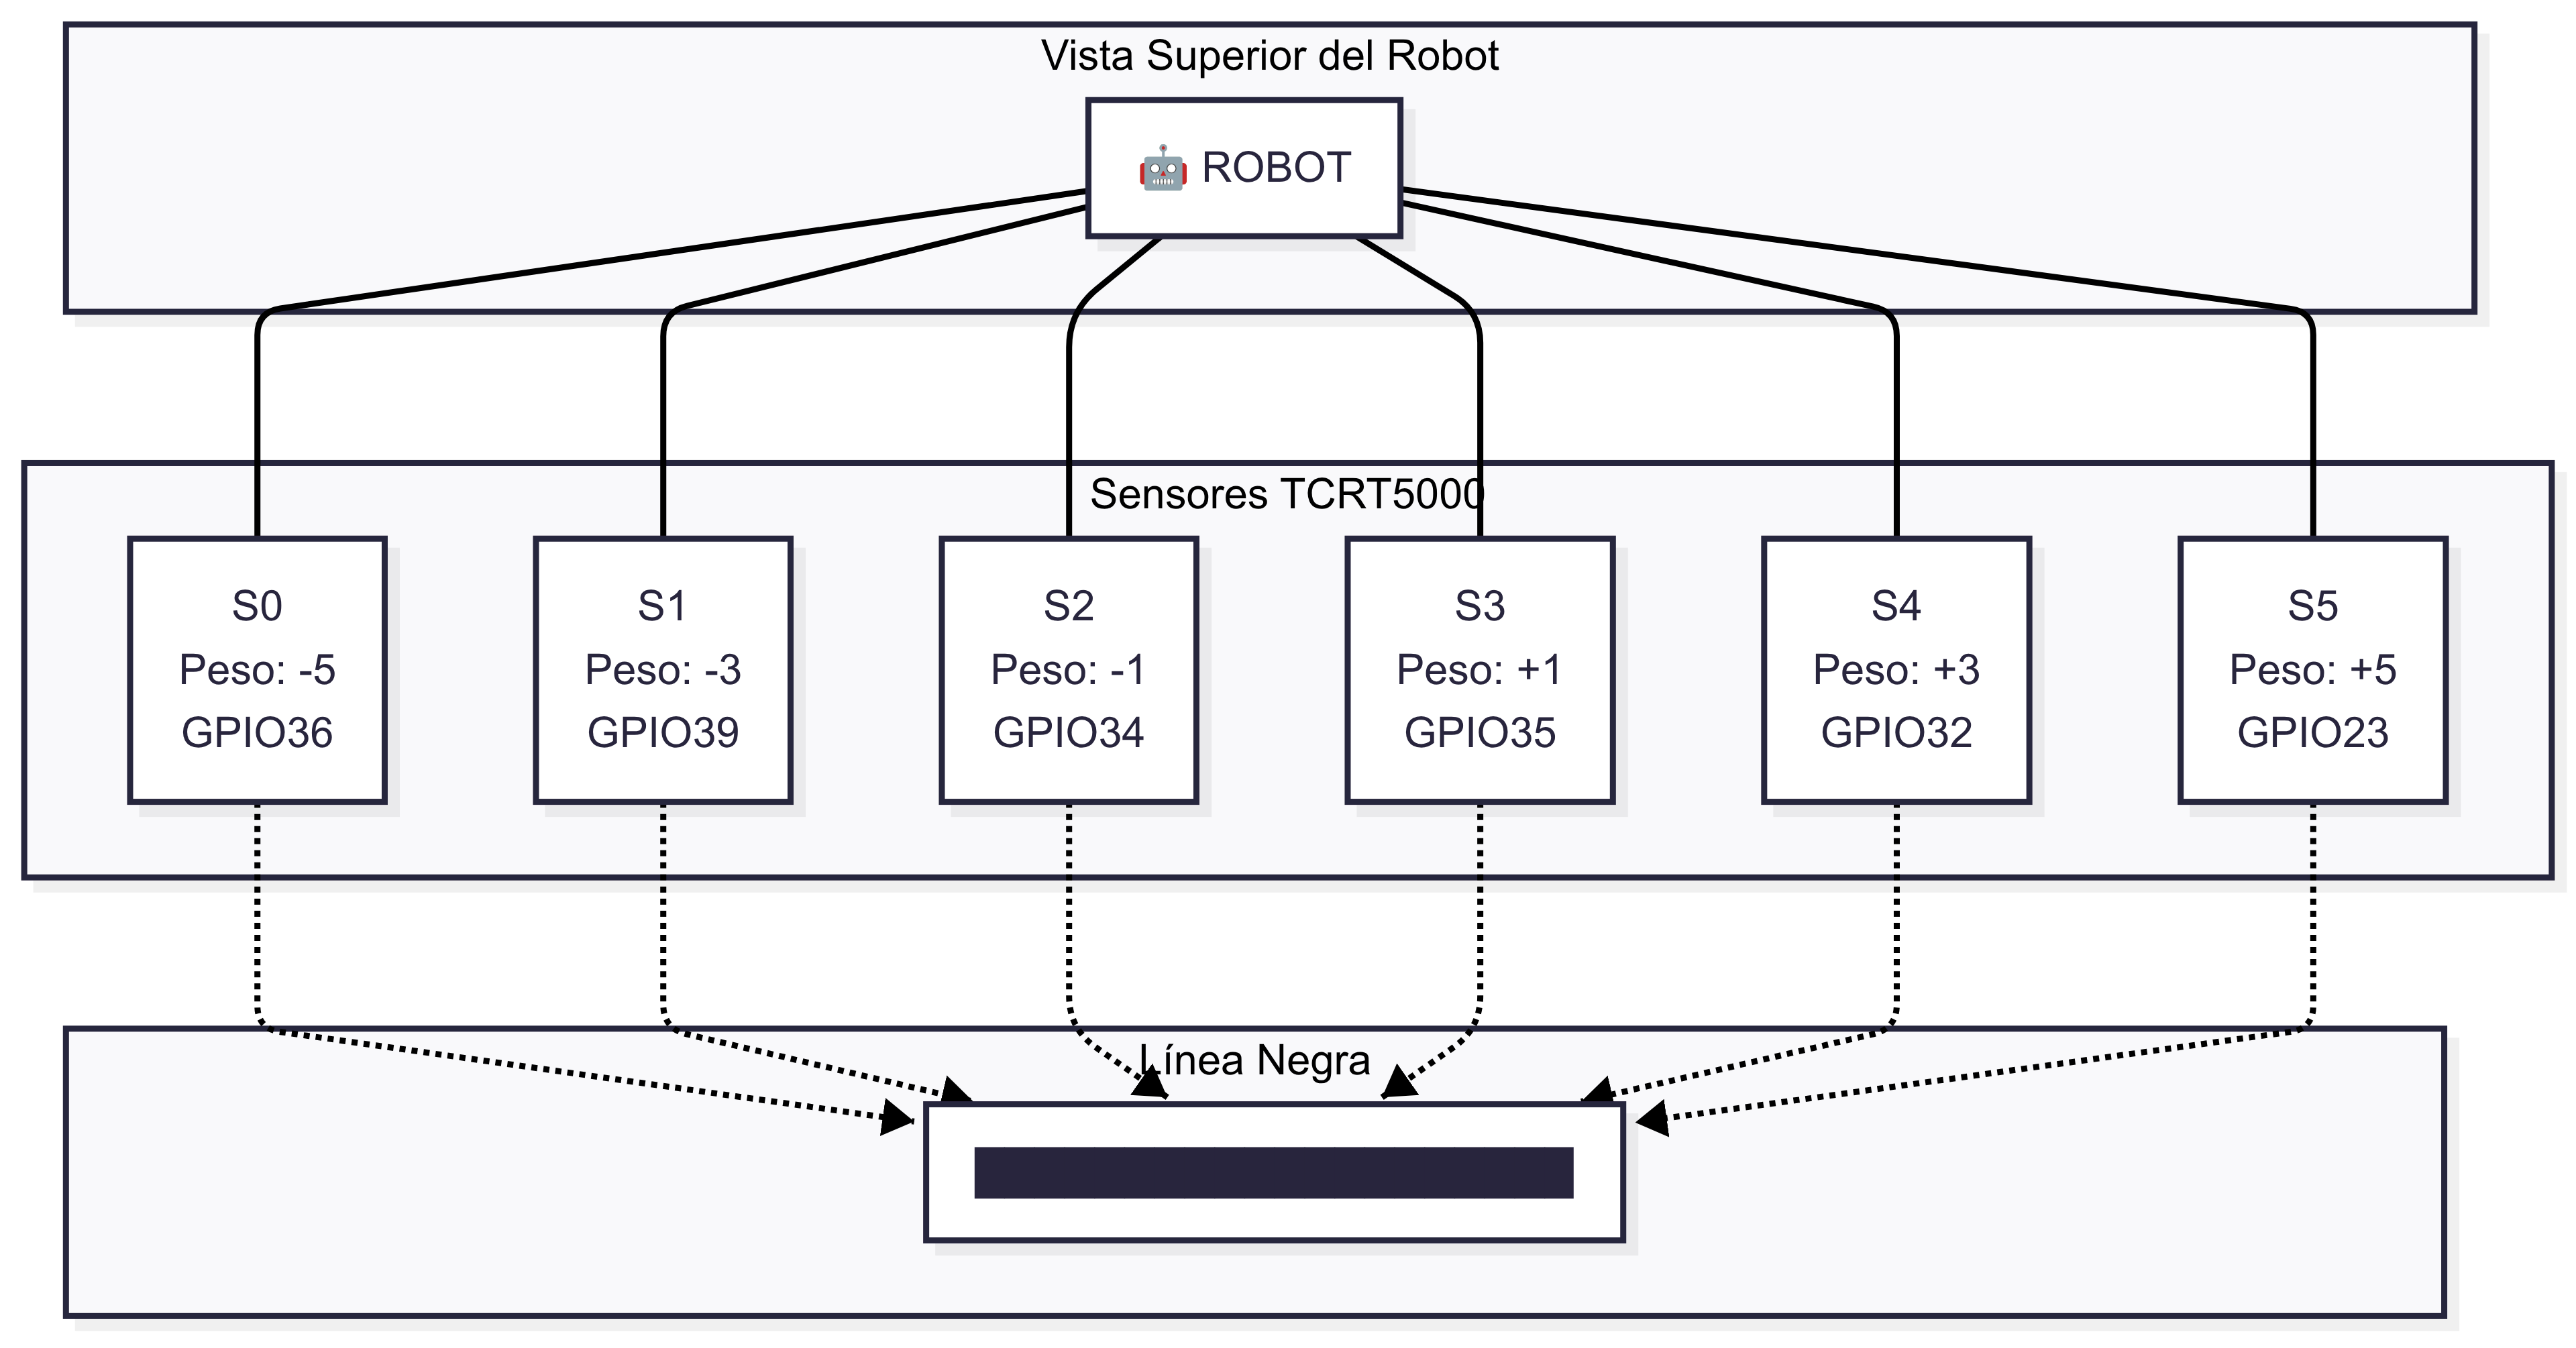 Vista Superior del Robot
🤖 ROBOT
Sensores TCRT5000
S0
Peso: -5
GPIO36
S1
Peso: -3
GPIO39
S2
Peso: -1
GPIO34
S3
Peso: +1
GPIO35
S4
Peso: +3
GPIO32
S5
Peso: +5
GPIO23
Línea Negra